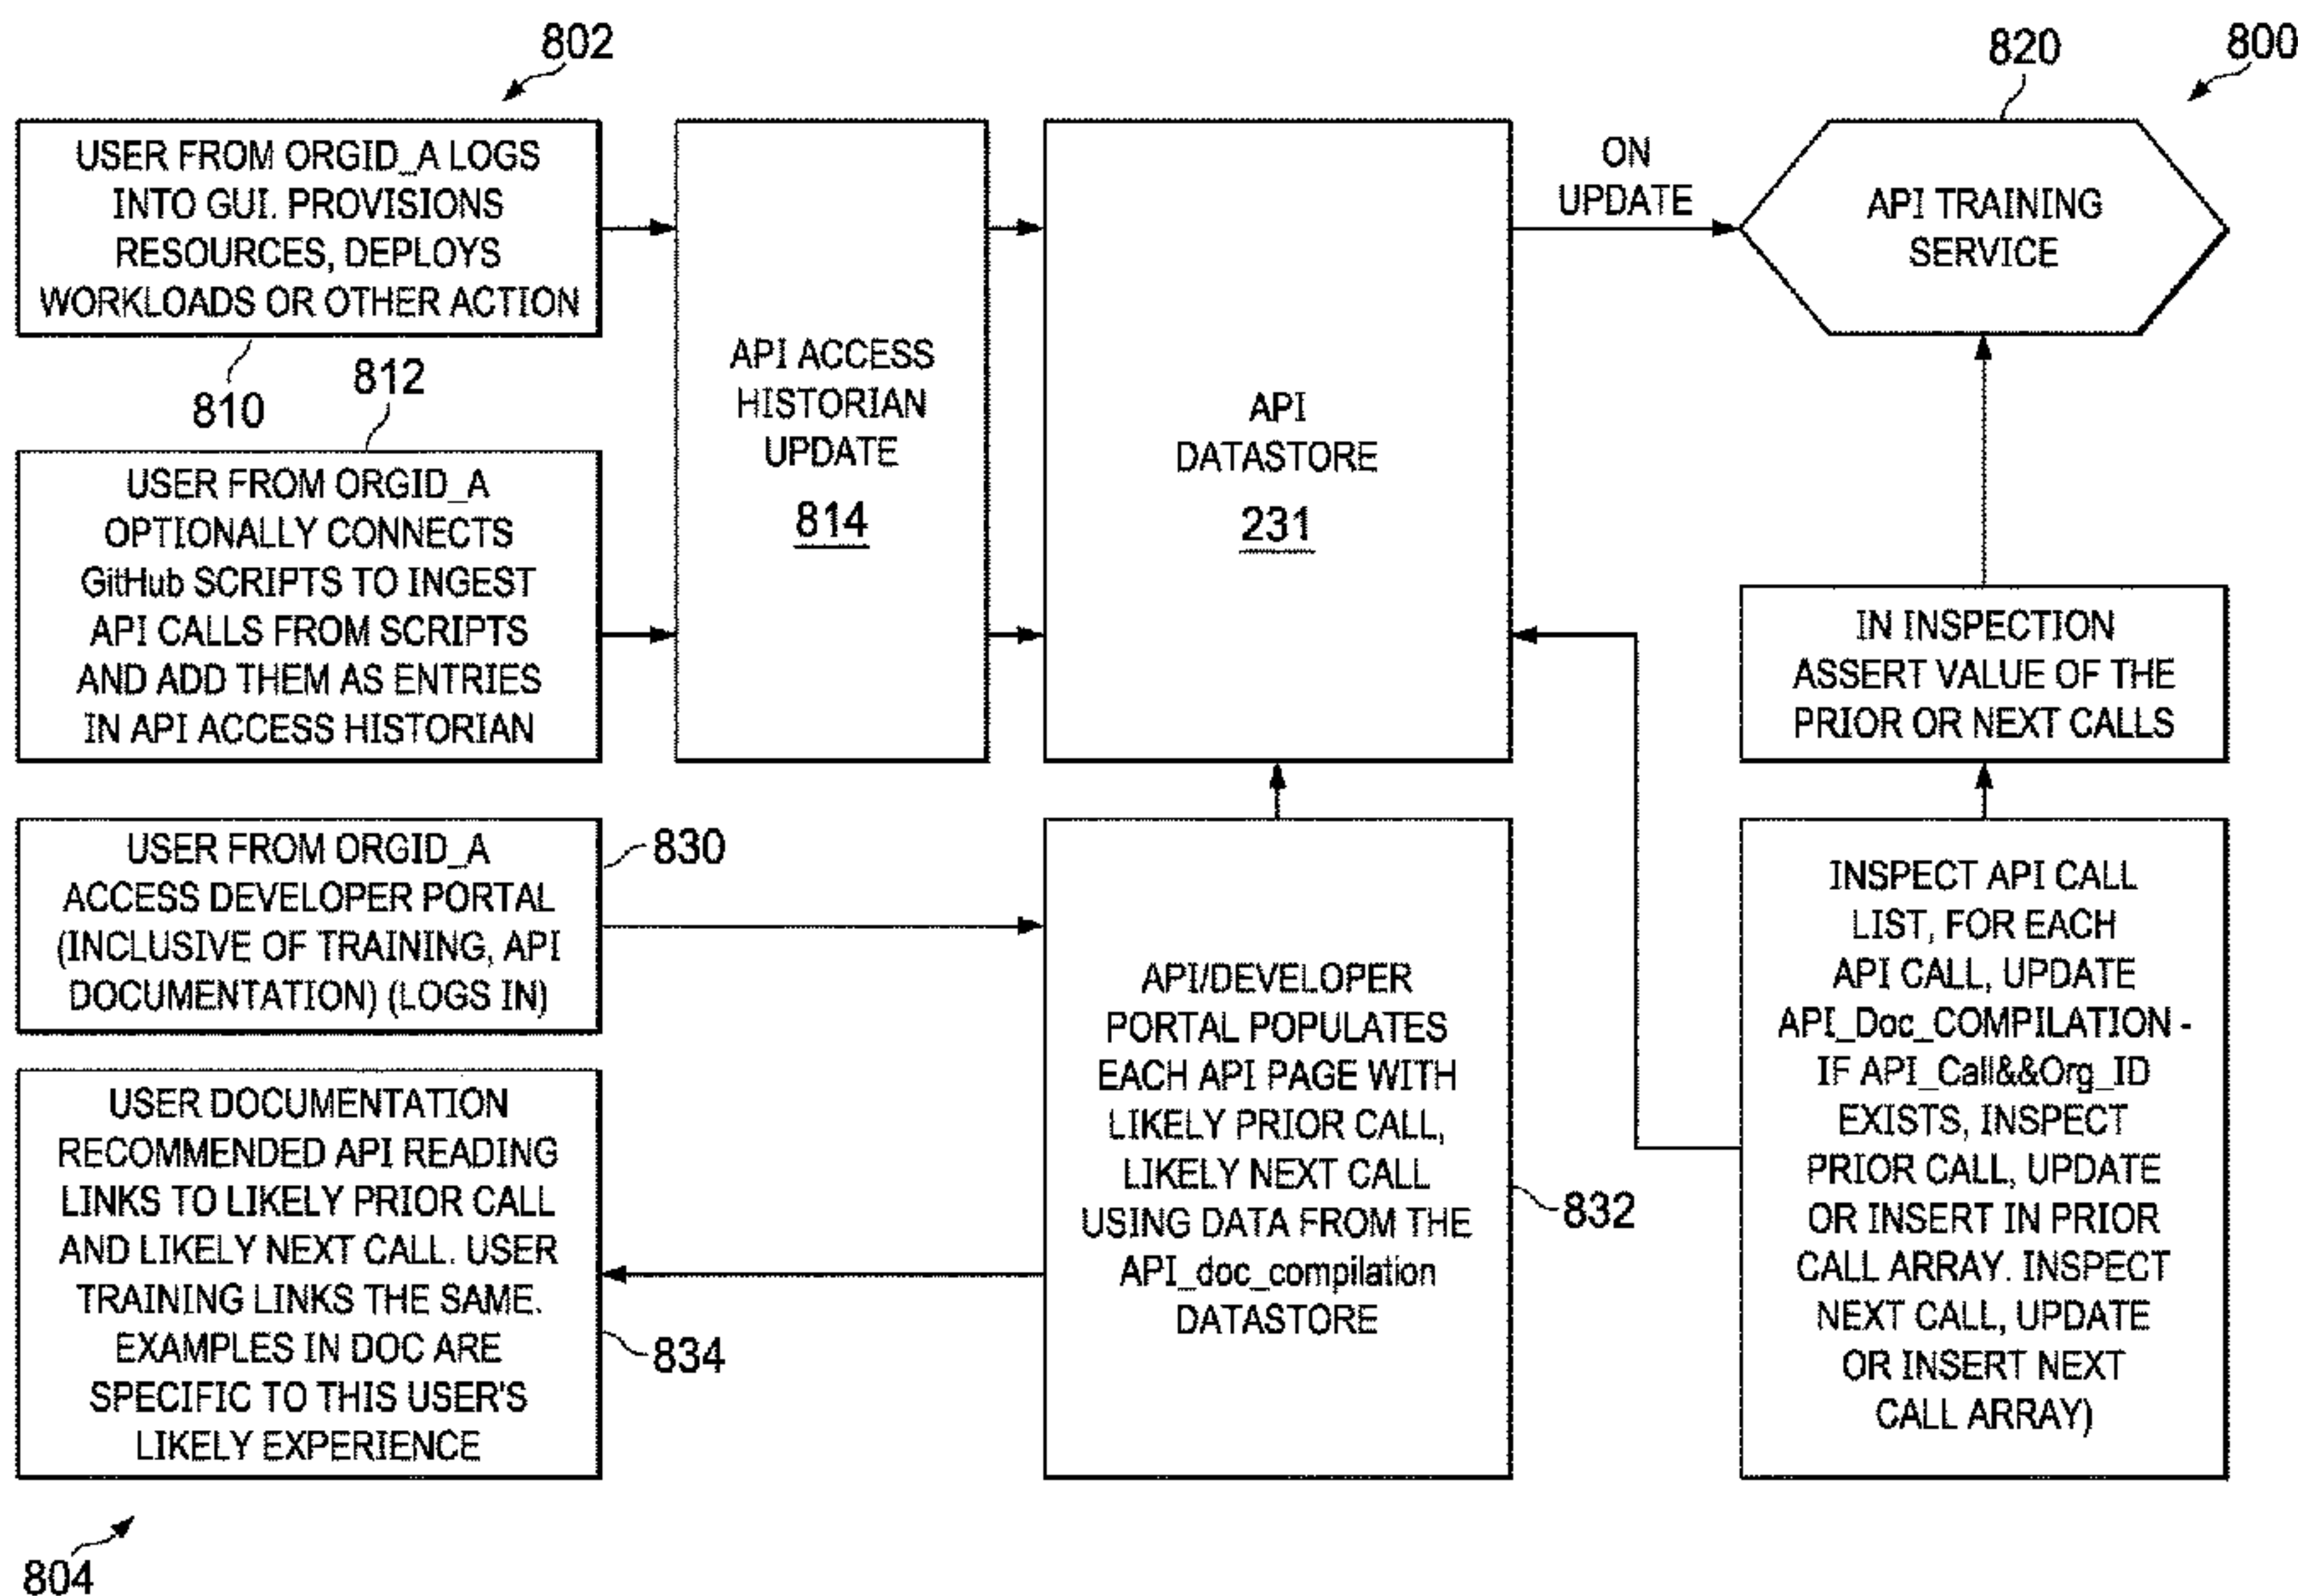 802
820
800
USER FROM ORGID_A LOGS
INTO GUI. PROVISIONS
RESOURCES, DEPLOYS
WORKLOADS OR OTHER ACTION
810
812
USER FROM ORGID_A
OPTIONALLY CONNECTS
GitHub SCRIPTS TO INGEST
API CALLS FROM SCRIPTS
AND ADD THEM AS ENTRIES
IN API ACCESS HISTORIAN
API ACCESS
HISTORIAN
UPDATE
814
API
DATASTORE
231
ON
UPDATE
API TRAINING
SERVICE
IN INSPECTION
ASSERT VALUE OF THE
PRIOR OR NEXT CALLS
USER FROM ORGID_A
ACCESS DEVELOPER PORTAL
(INCLUSIVE OF TRAINING, API
DOCUMENTATION) (LOGS IN)
830
USER DOCUMENTATION
RECOMMENDED API READING
LINKS TO LIKELY PRIOR CALL
AND LIKELY NEXT CALL. USER
TRAINING LINKS THE SAME.
EXAMPLES IN DOC ARE
SPECIFIC TO THIS USER'S
LIKELY EXPERIENCE
834
API/DEVELOPER
PORTAL POPULATES
EACH API PAGE WITH
LIKELY PRIOR CALL,
LIKELY NEXT CALL
USING DATA FROM THE
API_doc_compilation
DATASTORE
832
INSPECT API CALL
LIST, FOR EACH
API CALL, UPDATE
API_Doc_COMPILATION -
IF API_Call&&Org_ID
EXISTS, INSPECT
PRIOR CALL, UPDATE
OR INSERT IN PRIOR
CALL ARRAY. INSPECT
NEXT CALL, UPDATE
OR INSERT NEXT
CALL ARRAY)
804